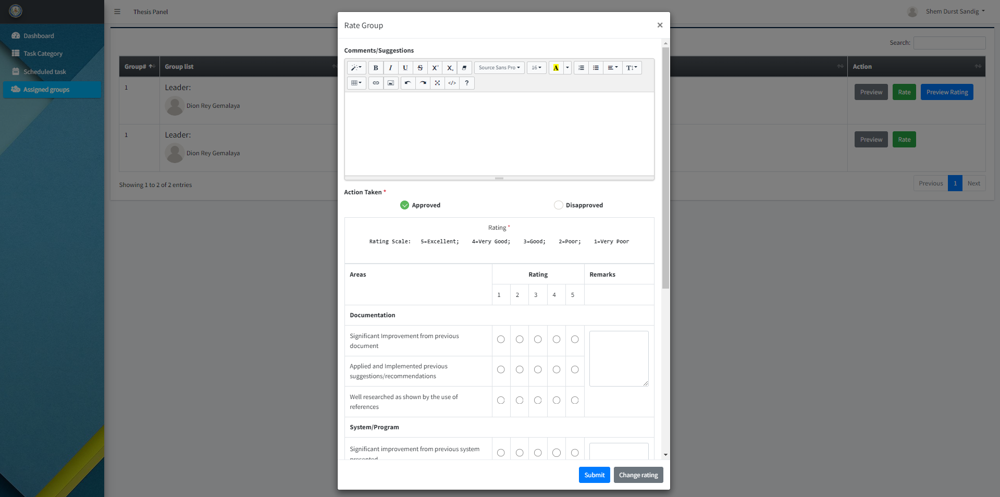 Thesis Panel
Shem Durst Sandig
Dashboard
Task Category
Scheduled task
Assigned groups
Search:
Group#
Group list
Action
1
Leader:
Dion Rey Gemalaya
Preview
Rate
Preview Rating
1
Leader:
Dion Rey Gemalaya
Preview
Rate
Showing 1 to 2 of 2 entries
Previous
1
Next
Rate Group
×
Comments/Suggestions
B I U S X² X₂ Source Sans Pro 16 A T
</> ?
Action Taken *
Approved
Disapproved
Rating *
Rating Scale: 5=Excellent; 4=Very Good; 3=Good; 2=Poor; 1=Very Poor
Areas
Rating
Remarks
1 2 3 4 5
Documentation
Significant Improvement from previous
document
Applied and Implemented previous
suggestions/recommendations
Well researched as shown by the use of
references
System/Program
Significant improvement from previous system
presented
Submit
Change rating